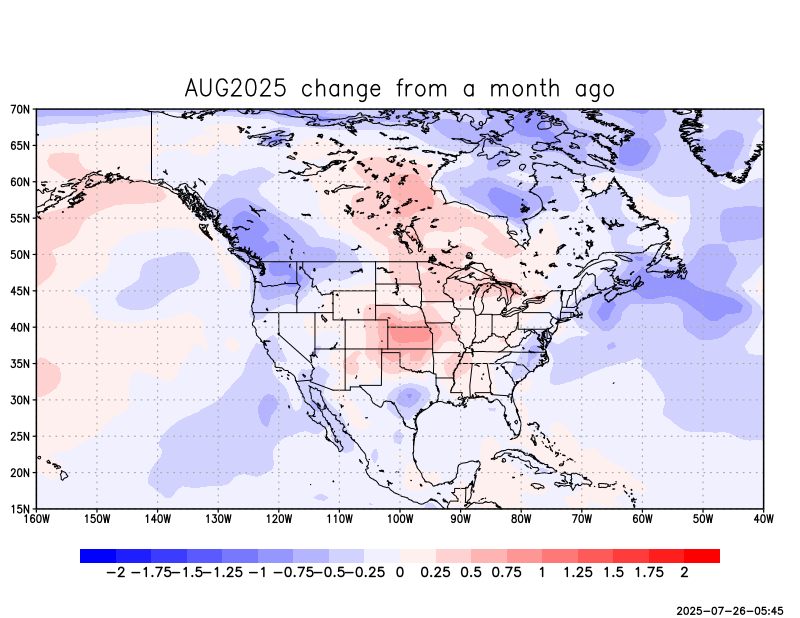 AUG2025 change from a month ago
70N
65N
60N
55N
50N
45N
40N
35N
30N
25N
20N
15N
160W 150W 140W 130W 120W 110W 100W 90W 80W 70W 60W 50W 40W
-2 -1.75 -1.5 -1.25 -1 -0.75 -0.5 -0.25 0 0.25 0.5 0.75 1 1.25 1.5 1.75 2
2025-07-26-05:45